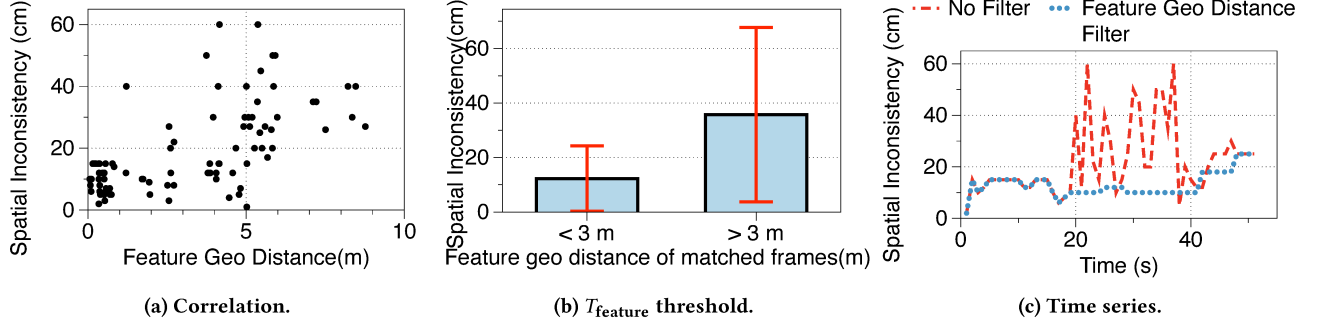 Spatial Inconsistency (cm)
60
40
20
0
0 5 10
Feature Geo Distance(m)
(a) Correlation.
Spatial Inconsistency(cm)
60
40
20
0
< 3 m > 3 m
Feature geo distance of matched frames(m)
(b) Tfeature threshold.
No Filter Feature Geo Distance
Filter
Spatial Inconsistency (cm)
60
40
20
0
0 20 40
Time (s)
(c) Time series.